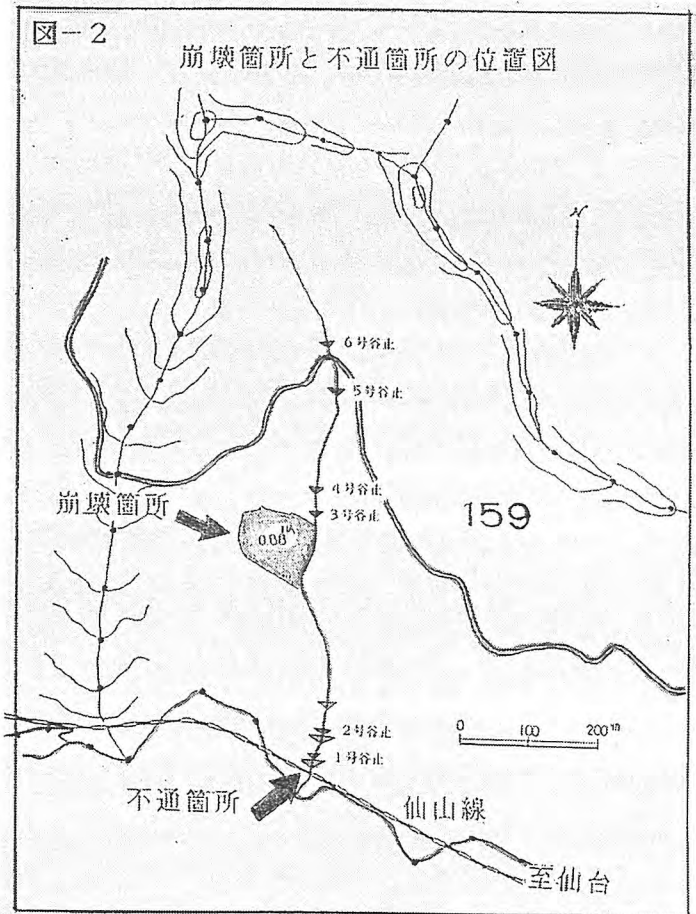 図-2
崩壊箇所と不通箇所の位置図
N
6号谷止
5号谷止
4号谷止
3号谷止
崩壊箇所
159
0.08ha
2号谷止
0 100 200m
1号谷止
不通箇所
仙山線
至仙台